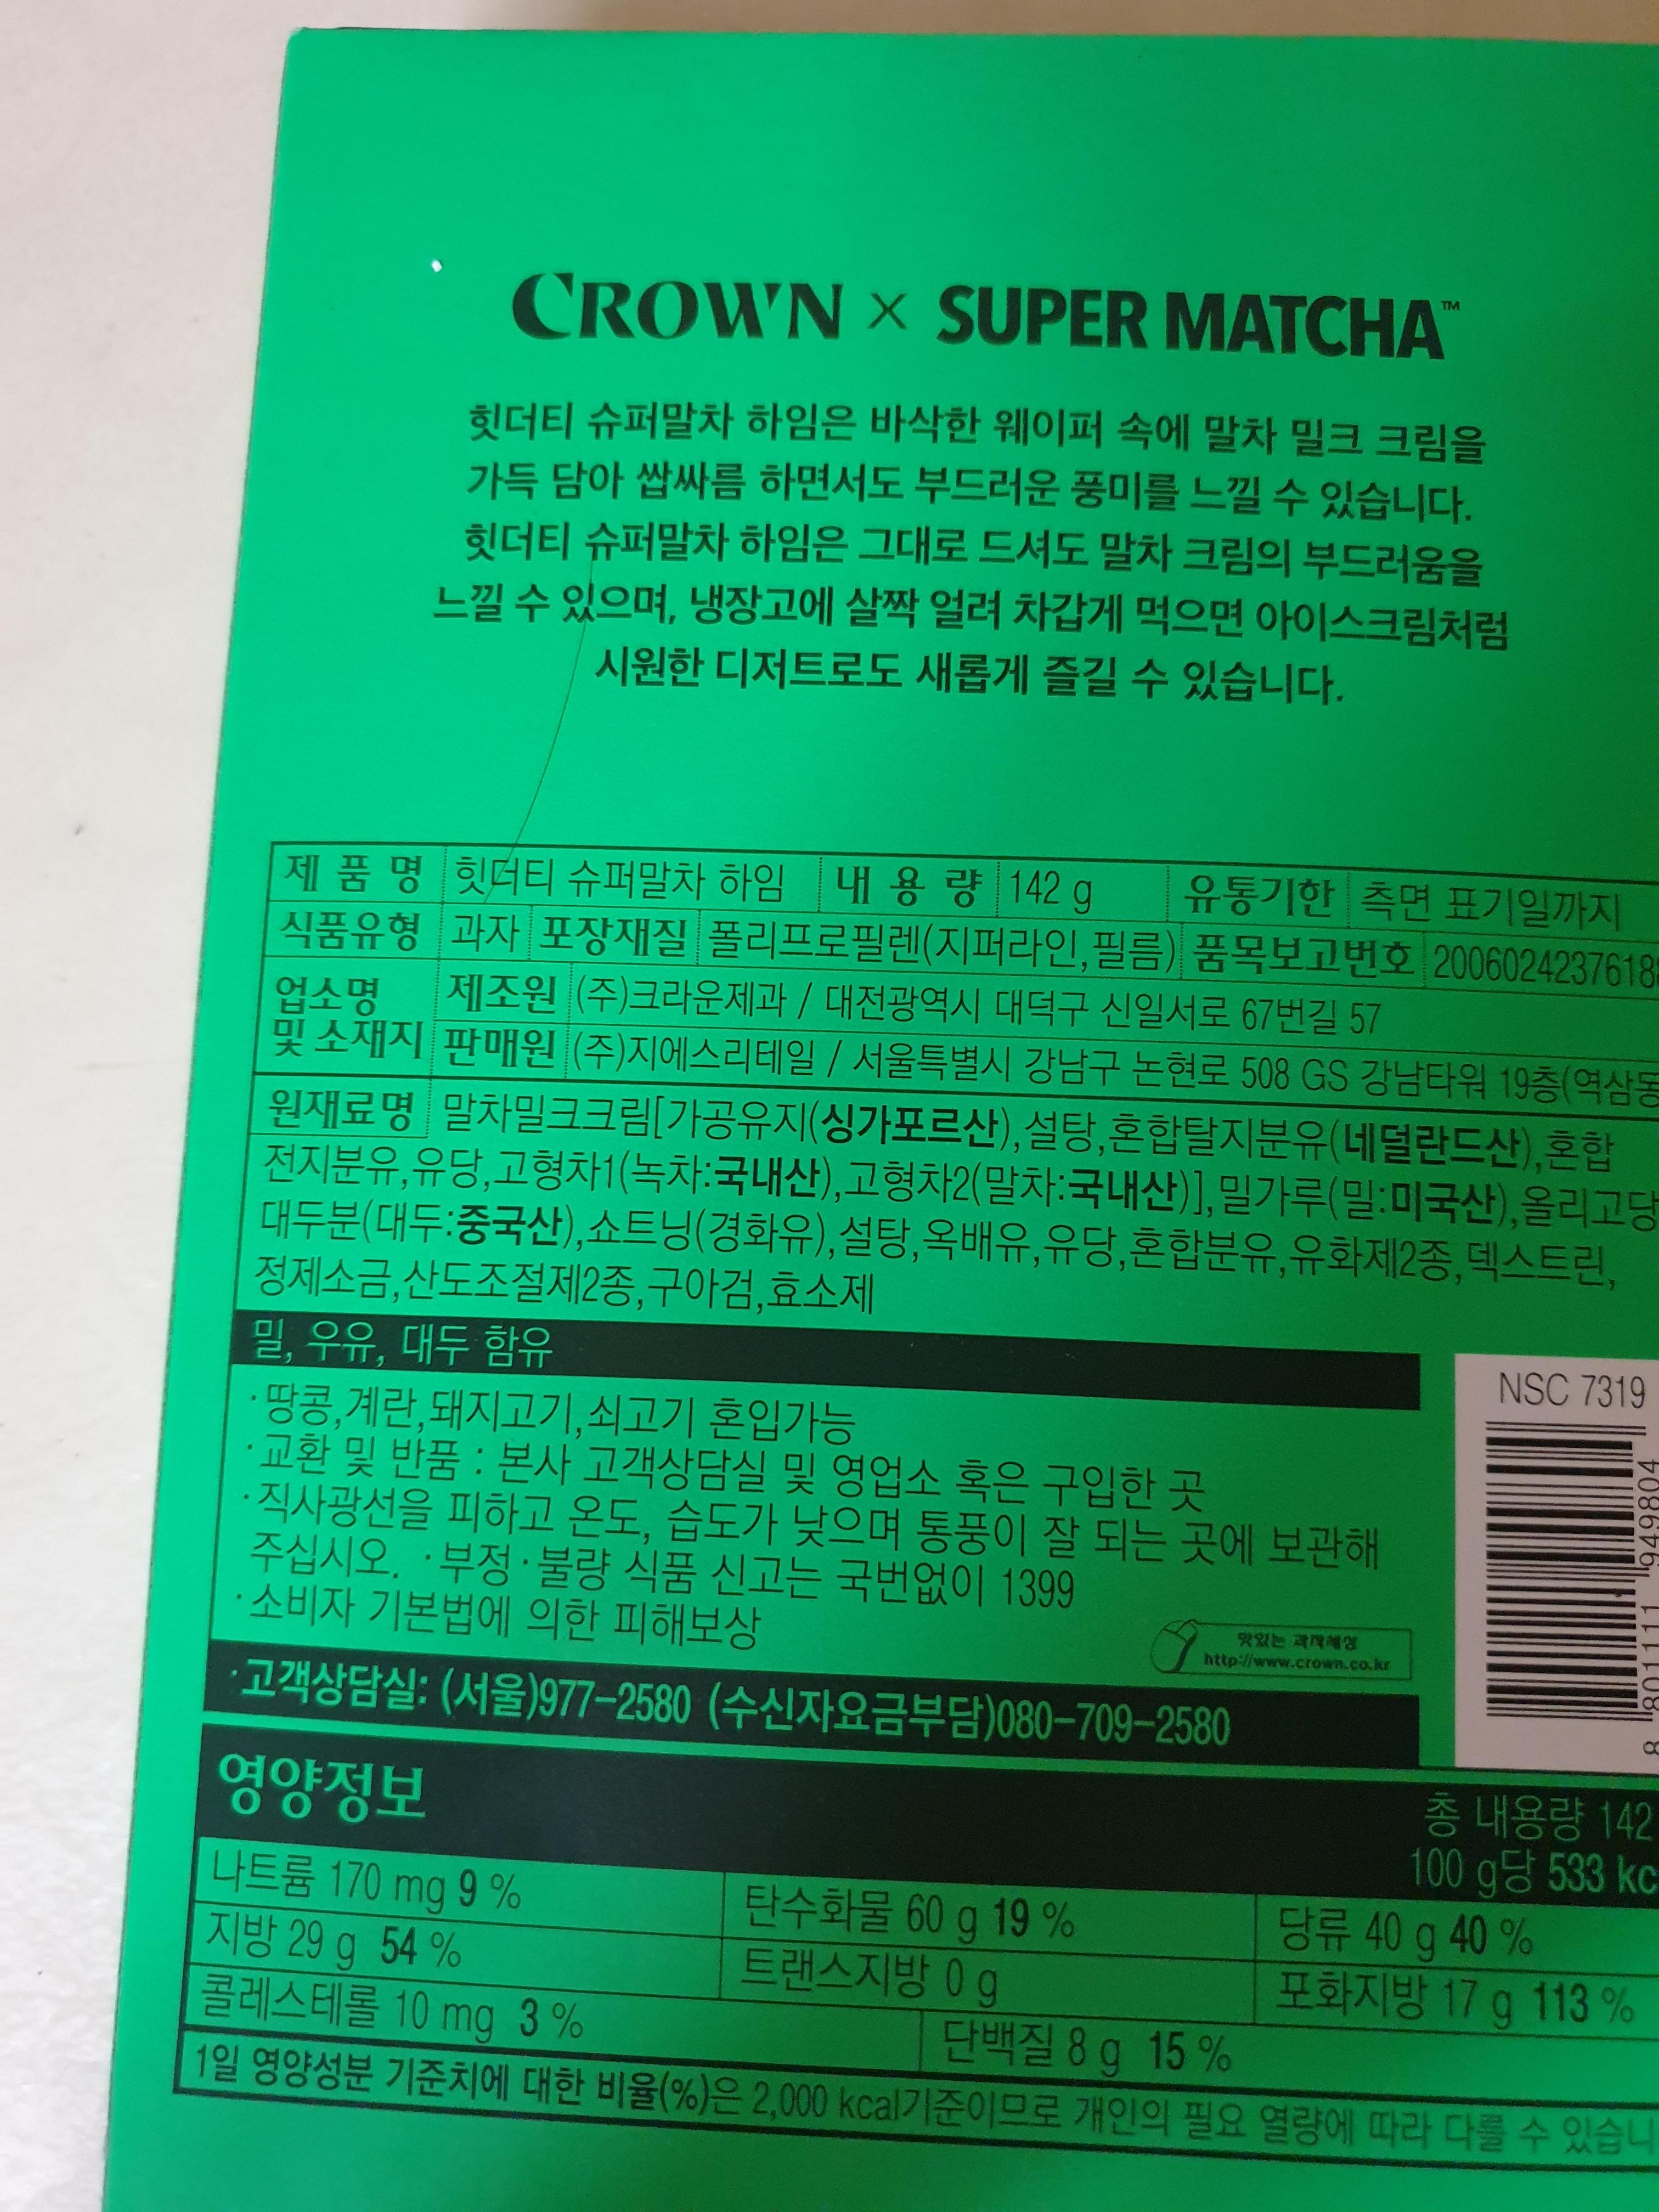 CROWN × SUPER MATCHA™
힛더티 슈퍼말차 하임은 바삭한 웨이퍼 속에 말차 밀크 크림을
가득 담아 쌉싸름 하면서도 부드러운 풍미를 느낄 수 있습니다.
힛더티 슈퍼말차 하임은 그대로 드셔도 말차 크림의 부드러움을
느낄 수 있으며, 냉장고에 살짝 얼려 차갑게 먹으면 아이스크림처럼
시원한 디저트로도 새롭게 즐길 수 있습니다.
제 품 명 힛더티 슈퍼말차 하임 내 용 량 142 g 유통기한 측면 표기일까지
식품유형 과자 포장재질 폴리프로필렌(지퍼라인,필름) 품목보고번호 2006024237618
업소명 및 소재지
제조원 (주)크라운제과 / 대전광역시 대덕구 신일서로 67번길 57
판매원 (주)지에스리테일 / 서울특별시 강남구 논현로 508 GS 강남타워 19층(역삼동
원재료명 말차밀크크림[가공유지(싱가포르산),설탕,혼합탈지분유(네덜란드산),혼합
전지분유,유당,고형차1(녹차:국내산),고형차2(말차:국내산)],밀가루(밀:미국산),올리고당
대두분(대두:중국산),쇼트닝(경화유),설탕,옥배유,유당,혼합분유,유화제2종,덱스트린,
정제소금,산도조절제2종,구아검,효소제
밀, 우유, 대두 함유
·땅콩,계란,돼지고기,쇠고기 혼입가능
·교환 및 반품 : 본사 고객상담실 및 영업소 혹은 구입한 곳
·직사광선을 피하고 온도, 습도가 낮으며 통풍이 잘 되는 곳에 보관해
주십시오. ·부정·불량 식품 신고는 국번없이 1399
·소비자 기본법에 의한 피해보상
맛있는 과자세상
http://www.crown.co.kr
·고객상담실: (서울)977-2580 (수신자요금부담)080-709-2580
NSC 7319
8 801111 949804
영양정보
총 내용량 142
100 g당 533 kc
나트륨 170 mg 9 % 탄수화물 60 g 19 % 당류 40 g 40 %
지방 29 g 54 % 트랜스지방 0 g 포화지방 17 g 113 %
콜레스테롤 10 mg 3 % 단백질 8 g 15 %
1일 영양성분 기준치에 대한 비율(%)은 2,000 kcal기준이므로 개인의 필요 열량에 따라 다를 수 있습니